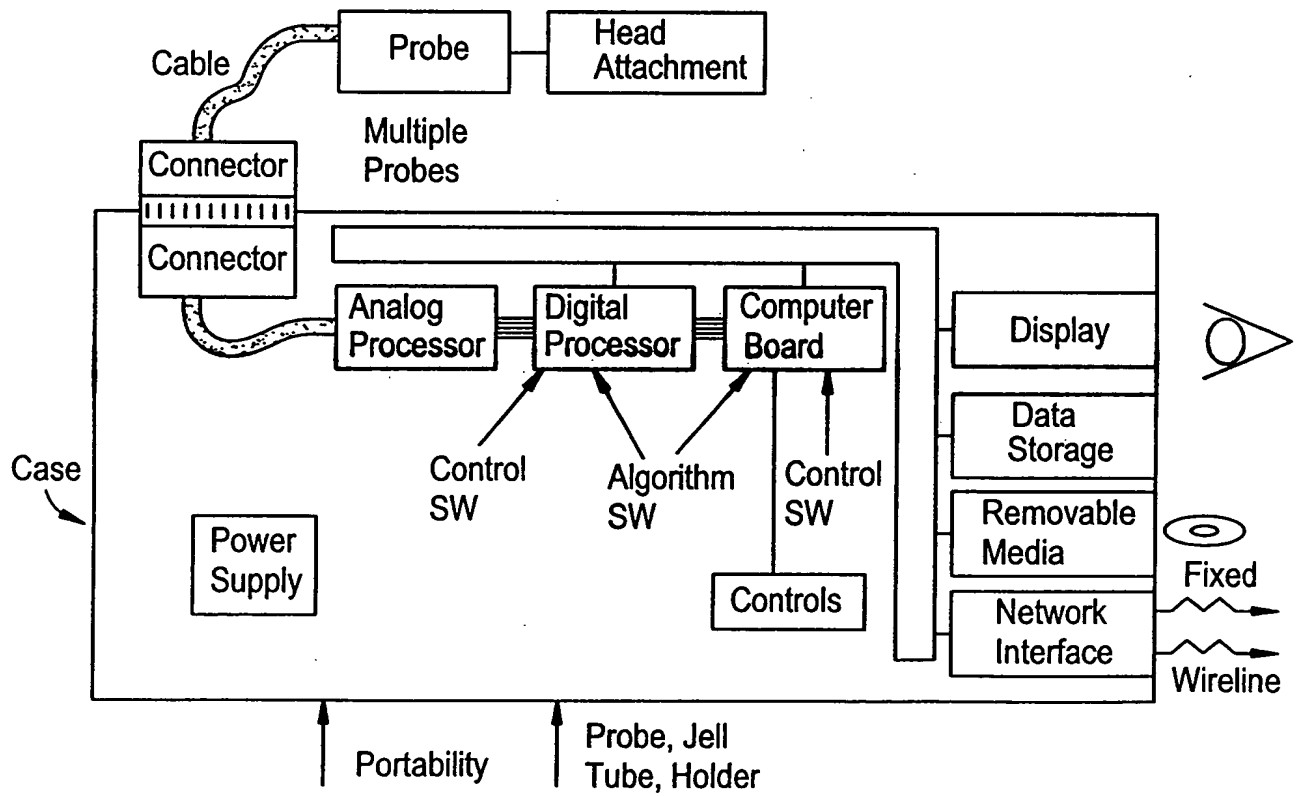 Cable
Probe
Head
Attachment
Multiple
Probes
Connector
Connector
Analog
Processor
Digital
Processor
Computer
Board
Display
Data
Storage
Control
SW
Algorithm
SW
Control
SW
Case
Removable
Media
Power
Supply
Controls
Fixed
Network
Interface
Wireline
Portability
Probe, Jell
Tube, Holder